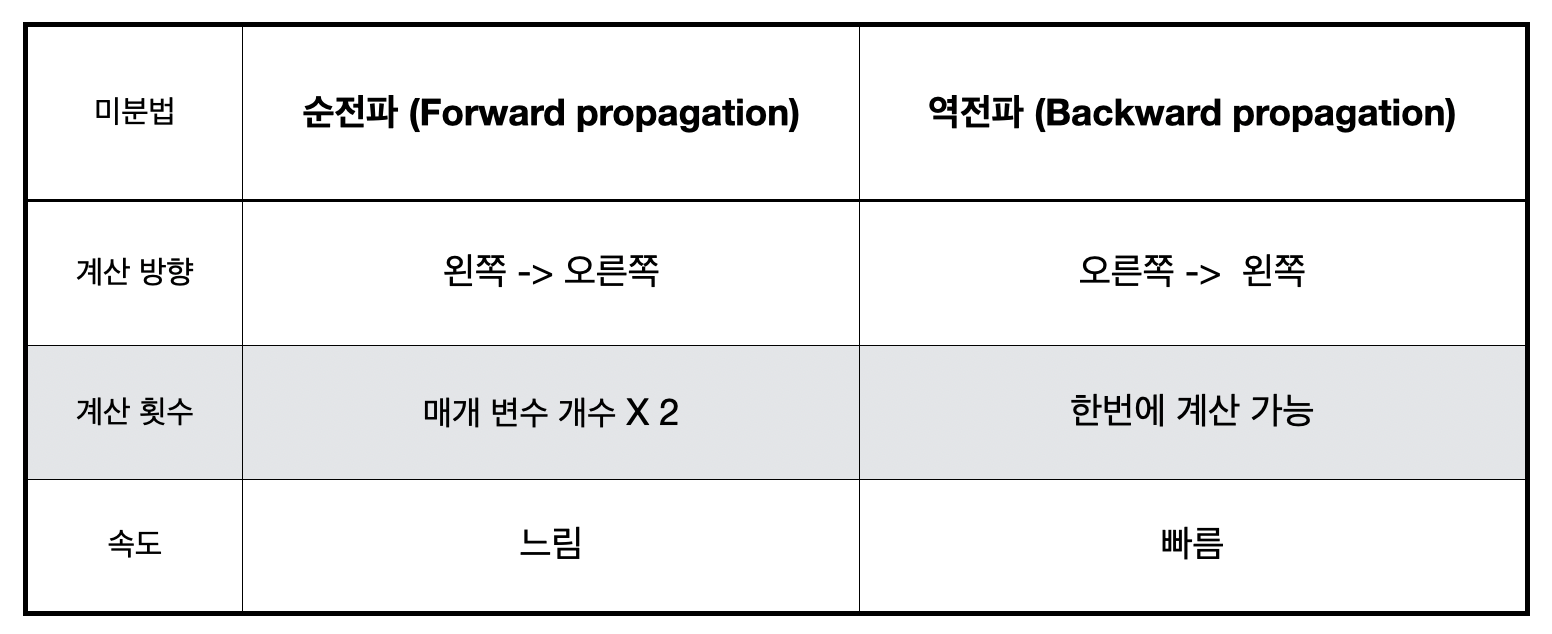 미분법
순전파 (Forward propagation)
역전파 (Backward propagation)
계산 방향
왼쪽 -> 오른쪽
오른쪽 -> 왼쪽
계산 횟수
매개 변수 개수 X 2
한번에 계산 가능
속도
느림
빠름